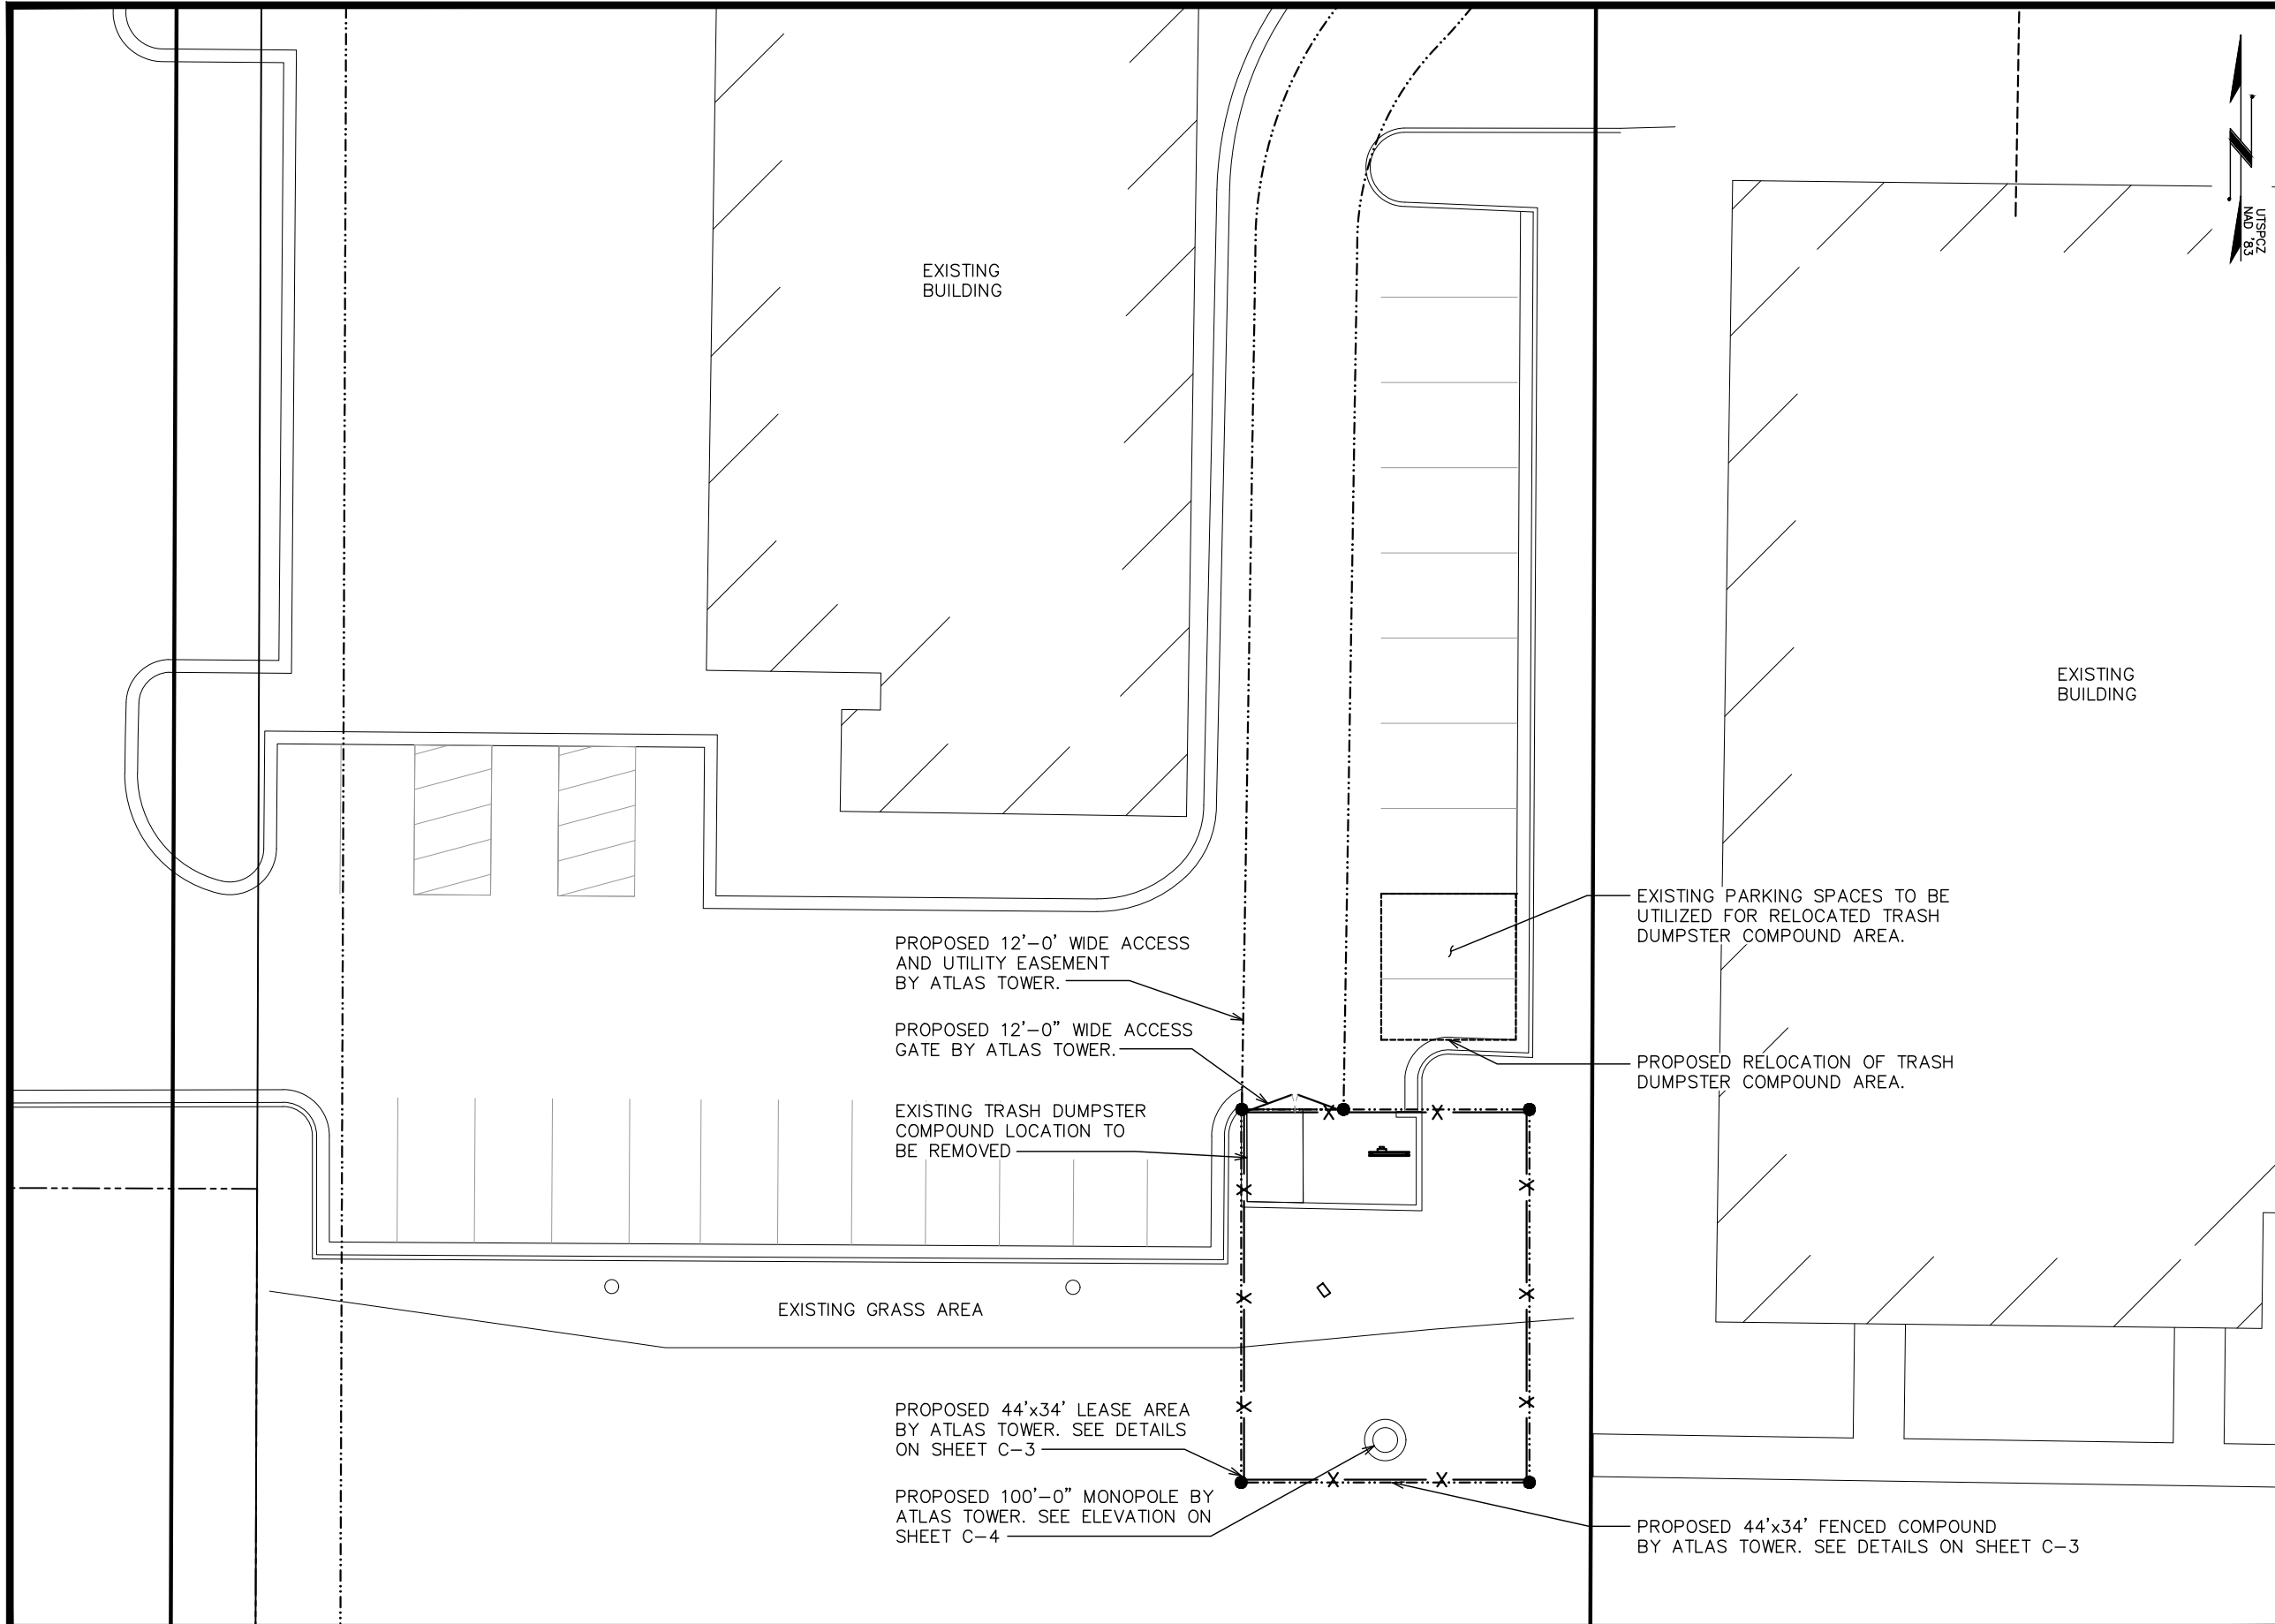 UTSPCZ
NAD '83
EXISTING
BUILDING
EXISTING
BUILDING
EXISTING PARKING SPACES TO BE
UTILIZED FOR RELOCATED TRASH
DUMPSTER COMPOUND AREA.
PROPOSED 12'-0' WIDE ACCESS
AND UTILITY EASEMENT
BY ATLAS TOWER.
PROPOSED 12'-0" WIDE ACCESS
GATE BY ATLAS TOWER.
PROPOSED RELOCATION OF TRASH
DUMPSTER COMPOUND AREA.
EXISTING TRASH DUMPSTER
COMPOUND LOCATION TO
BE REMOVED
EXISTING GRASS AREA
PROPOSED 44'x34' LEASE AREA
BY ATLAS TOWER. SEE DETAILS
ON SHEET C-3
PROPOSED 100'-0" MONOPOLE BY
ATLAS TOWER. SEE ELEVATION ON
SHEET C-4
PROPOSED 44'x34' FENCED COMPOUND
BY ATLAS TOWER. SEE DETAILS ON SHEET C-3